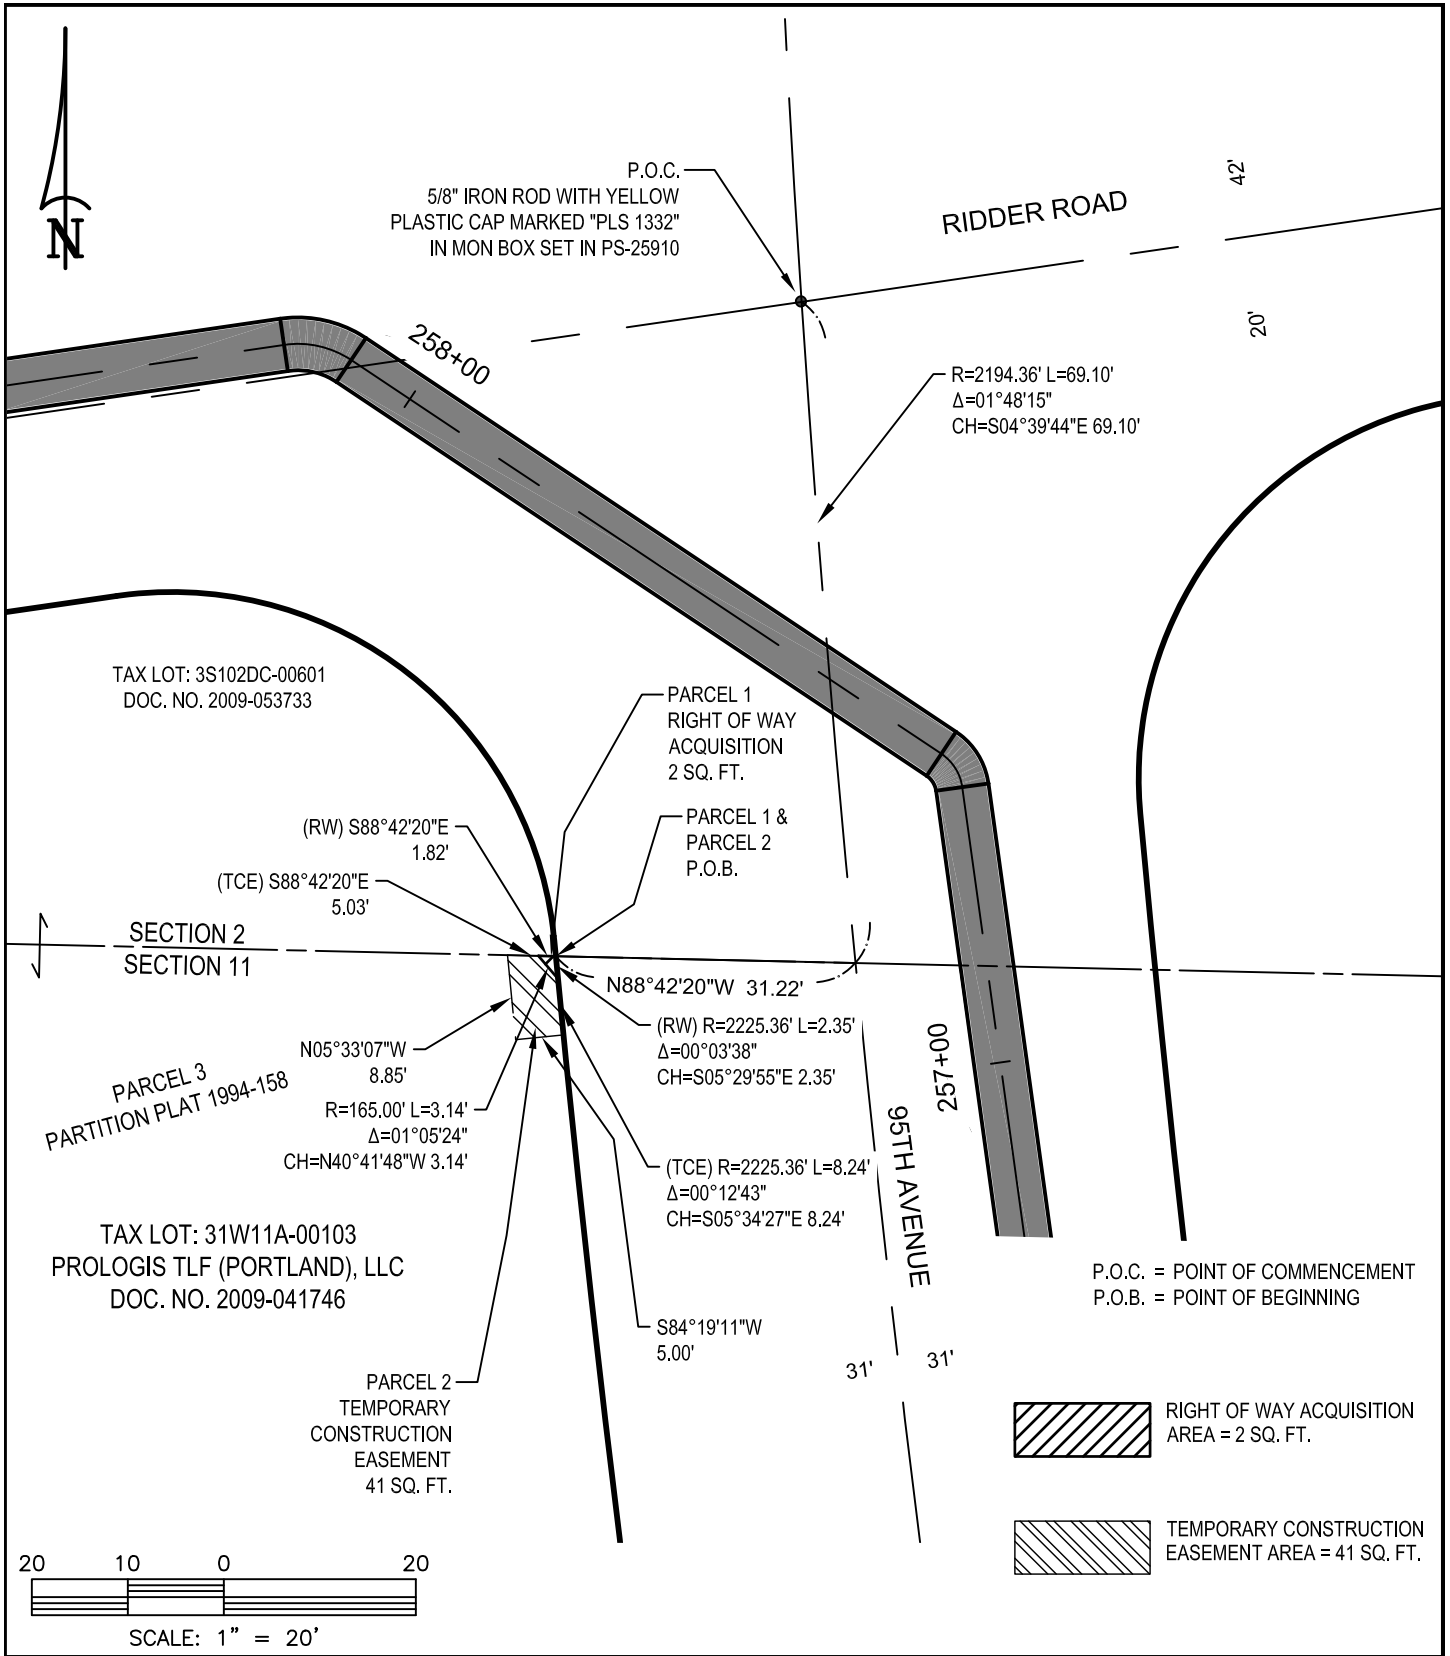 N
P.O.C.
5/8" IRON ROD WITH YELLOW
PLASTIC CAP MARKED "PLS 1332"
IN MON BOX SET IN PS-25910
RIDDER ROAD
42'
20'
258+00
R=2194.36' L=69.10'
Δ=01°48'15"
CH=S04°39'44"E 69.10'
TAX LOT: 3S102DC-00601
DOC. NO. 2009-053733
PARCEL 1
RIGHT OF WAY
ACQUISITION
2 SQ. FT.
PARCEL 1 &
PARCEL 2
P.O.B.
(RW) S88°42'20"E
1.82'
(TCE) S88°42'20"E
5.03'
SECTION 2
SECTION 11
N88°42'20"W 31.22'
(RW) R=2225.36' L=2.35'
Δ=00°03'38"
CH=S05°29'55"E 2.35'
257+00
N05°33'07"W
8.85'
PARCEL 3
PARTITION PLAT 1994-158
R=165.00' L=3.14'
Δ=01°05'24"
CH=N40°41'48"W 3.14'
(TCE) R=2225.36' L=8.24'
Δ=00°12'43"
CH=S05°34'27"E 8.24'
95TH AVENUE
TAX LOT: 31W11A-00103
PROLOGIS TLF (PORTLAND), LLC
DOC. NO. 2009-041746
P.O.C. = POINT OF COMMENCEMENT
P.O.B. = POINT OF BEGINNING
S84°19'11"W
5.00'
31' 31'
PARCEL 2
TEMPORARY
CONSTRUCTION
EASEMENT
41 SQ. FT.
RIGHT OF WAY ACQUISITION
AREA = 2 SQ. FT.
TEMPORARY CONSTRUCTION
EASEMENT AREA = 41 SQ. FT.
20 10 0 20
SCALE: 1" = 20'